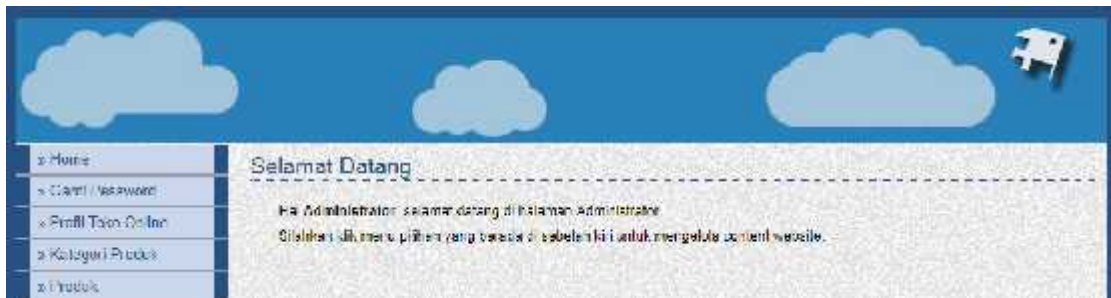 » Home
» Ganti Password
» Profil Toko Online
» Kategori Produk
» Produk
Selamat Datang
Hai Administrator, selamat datang di halaman Administrator
Silahkan klik menu pilihan yang berada di sebelah kiri untuk mengelola content website.